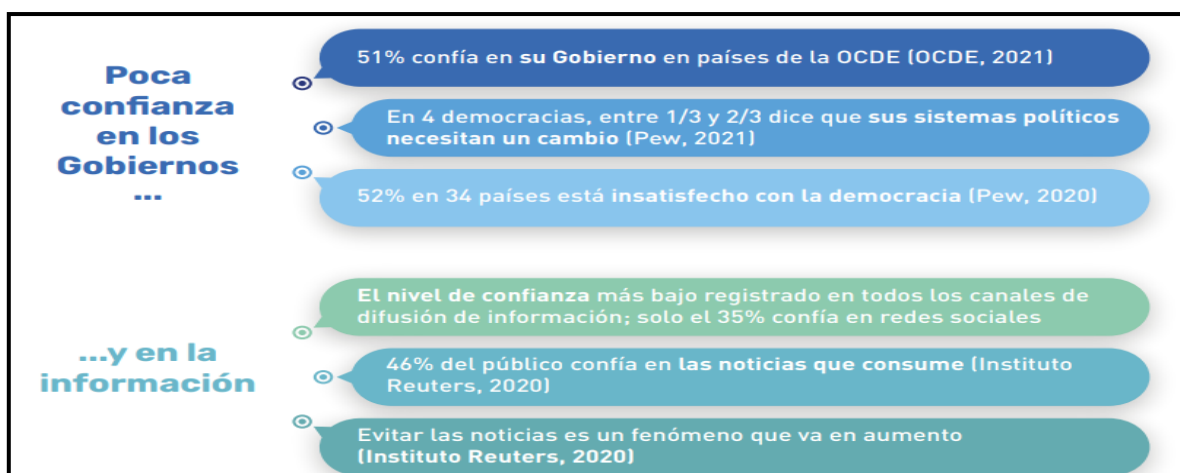 Poca
confianza
en los
Gobiernos
...
51% confía en su Gobierno en países de la OCDE (OCDE, 2021)
En 4 democracias, entre 1/3 y 2/3 dice que sus sistemas políticos
necesitan un cambio (Pew, 2021)
52% en 34 países está insatisfecho con la democracia (Pew, 2020)
...y en la
información
El nivel de confianza más bajo registrado en todos los canales de
difusión de información; solo el 35% confía en redes sociales
46% del público confía en las noticias que consume (Instituto
Reuters, 2020)
Evitar las noticias es un fenómeno que va en aumento
(Instituto Reuters, 2020)